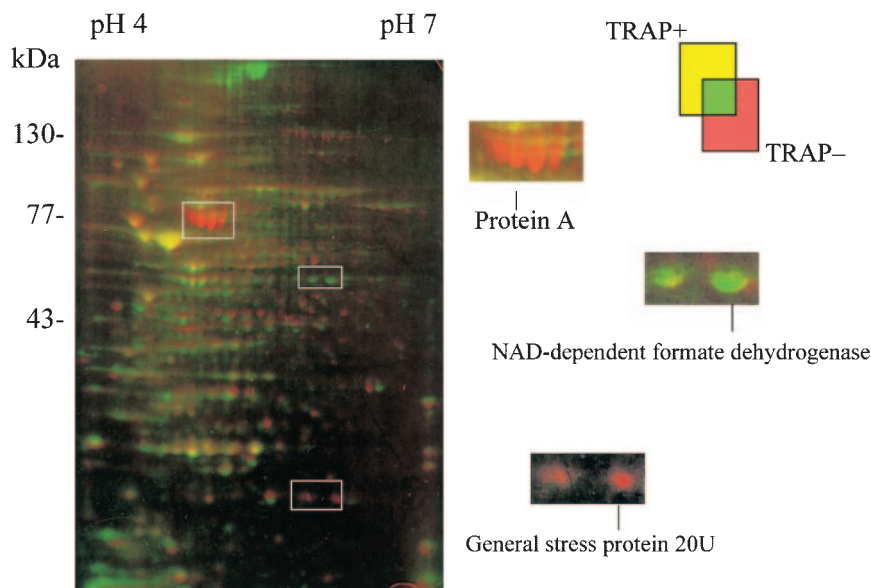 pH 4
pH 7
kDa
130-
77-
43-
TRAP+
TRAP–
Protein A
NAD-dependent formate dehydrogenase
General stress protein 20U